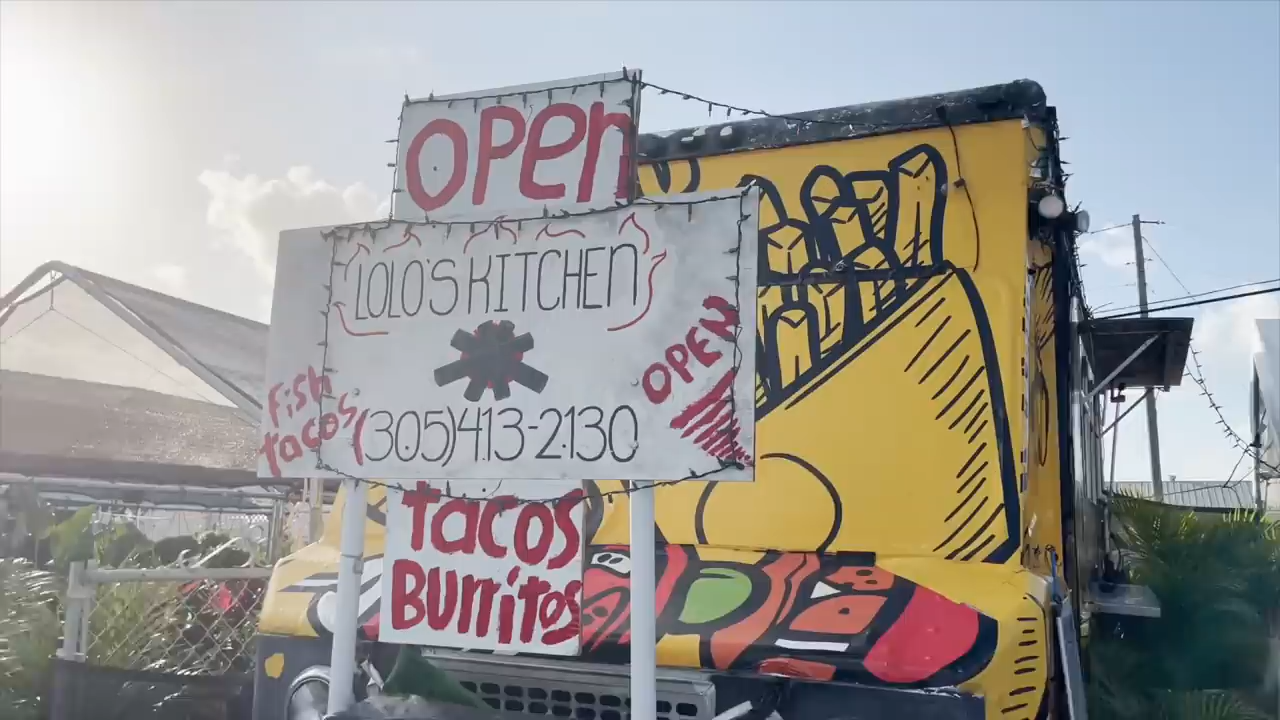 open
LOLO'S KITCHEN
OPEN
Fish
tacos
(305)413-2130
tacos
Burritos